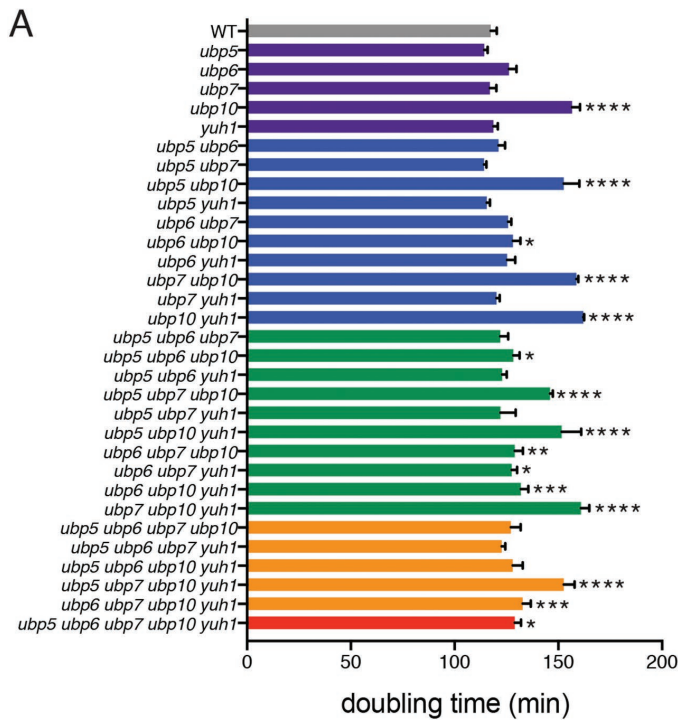 A
WT
ubp5
ubp6
ubp7
ubp10 ****
yuh1
ubp5 ubp6
ubp5 ubp7
ubp5 ubp10 ****
ubp5 yuh1
ubp6 ubp7
ubp6 ubp10 *
ubp6 yuh1
ubp7 ubp10 ****
ubp7 yuh1
ubp10 yuh1 ****
ubp5 ubp6 ubp7
ubp5 ubp6 ubp10 *
ubp5 ubp6 yuh1
ubp5 ubp7 ubp10 ****
ubp5 ubp7 yuh1
ubp5 ubp10 yuh1 ****
ubp6 ubp7 ubp10 **
ubp6 ubp7 yuh1 *
ubp6 ubp10 yuh1 ***
ubp7 ubp10 yuh1 ****
ubp5 ubp6 ubp7 ubp10
ubp5 ubp6 ubp7 yuh1
ubp5 ubp6 ubp10 yuh1
ubp5 ubp7 ubp10 yuh1 ****
ubp6 ubp7 ubp10 yuh1 ***
ubp5 ubp6 ubp7 ubp10 yuh1 *
0 50 100 150 200
doubling time (min)